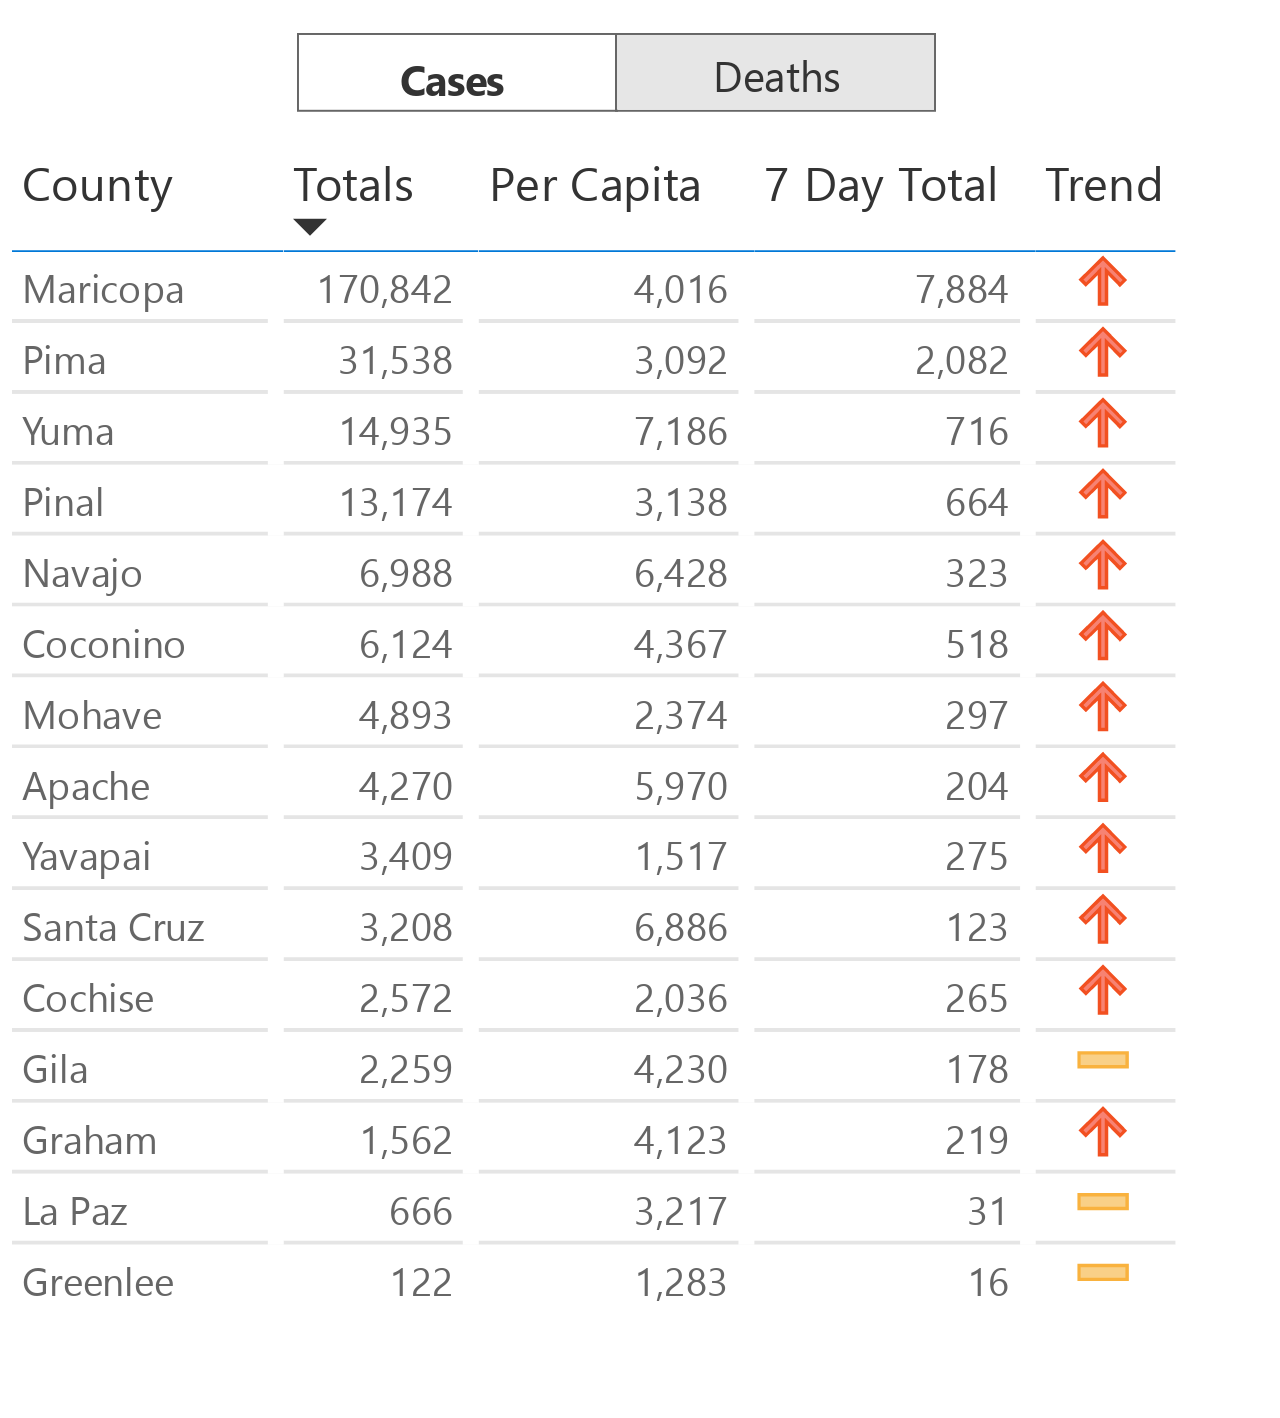 Cases Deaths
County Totals Per Capita 7 Day Total Trend
Maricopa 170,842 4,016 7,884
Pima 31,538 3,092 2,082
Yuma 14,935 7,186 716
Pinal 13,174 3,138 664
Navajo 6,988 6,428 323
Coconino 6,124 4,367 518
Mohave 4,893 2,374 297
Apache 4,270 5,970 204
Yavapai 3,409 1,517 275
Santa Cruz 3,208 6,886 123
Cochise 2,572 2,036 265
Gila 2,259 4,230 178
Graham 1,562 4,123 219
La Paz 666 3,217 31
Greenlee 122 1,283 16